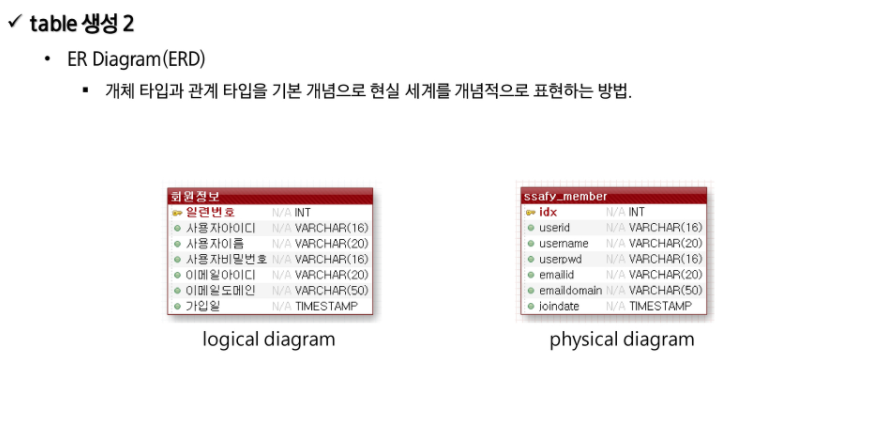 ✓ table 생성 2
• ER Diagram(ERD)
▪ 개체 타입과 관계 타입을 기본 개념으로 현실 세계를 개념적으로 표현하는 방법.
회원정보
일련번호 N/A INT
사용자아이디 N/A VARCHAR(16)
사용자이름 N/A VARCHAR(20)
사용자비밀번호 N/A VARCHAR(16)
이메일아이디 N/A VARCHAR(20)
이메일도메인 N/A VARCHAR(50)
가입일 N/A TIMESTAMP
logical diagram
ssafy_member
idx N/A INT
userid N/A VARCHAR(16)
username N/A VARCHAR(20)
userpwd N/A VARCHAR(16)
emailid N/A VARCHAR(20)
emaildomain N/A VARCHAR(50)
joindate N/A TIMESTAMP
physical diagram